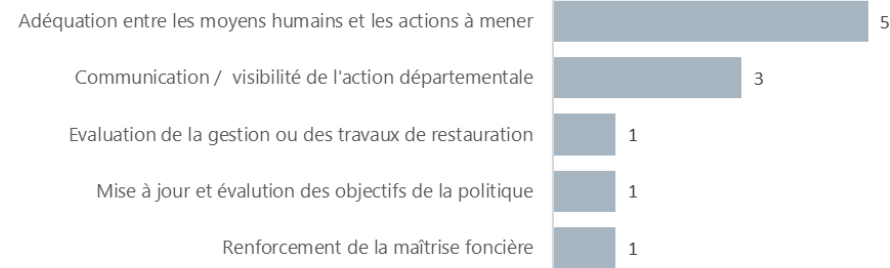 Adéquation entre les moyens humains et les actions à mener 5
Communication / visibilité de l'action départementale 3
Evaluation de la gestion ou des travaux de restauration 1
Mise à jour et évalution des objectifs de la politique 1
Renforcement de la maîtrise foncière 1